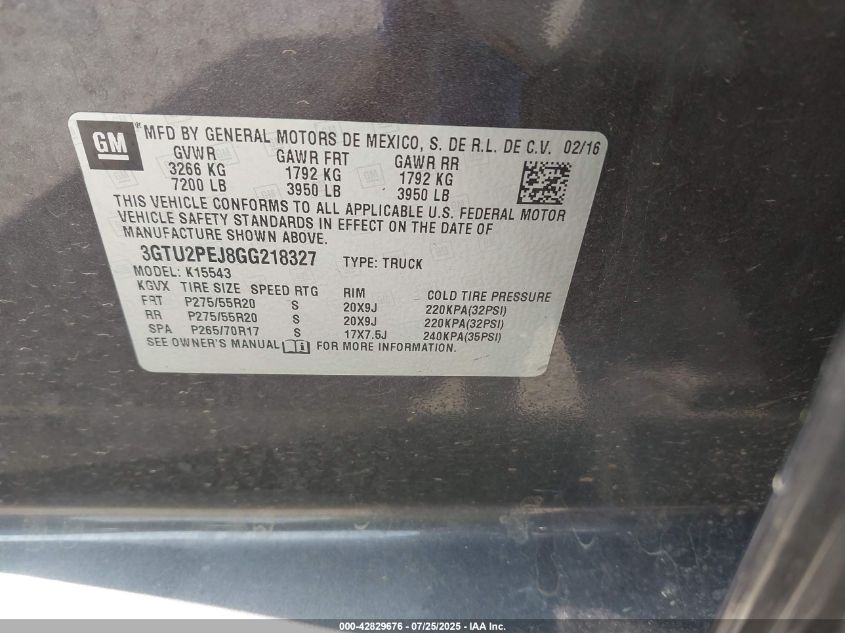 GM
® MFD BY GENERAL MOTORS DE MEXICO, S. DE R.L. DE C.V. 02/16
GVWR GAWR FRT GAWR RR
3266 KG 1792 KG 1792 KG
7200 LB 3950 LB 3950 LB
THIS VEHICLE CONFORMS TO ALL APPLICABLE U.S. FEDERAL MOTOR
VEHICLE SAFETY STANDARDS IN EFFECT ON THE DATE OF
MANUFACTURE SHOWN ABOVE.
3GTU2PEJ8GG218327 TYPE: TRUCK
MODEL: K15543
KGVX TIRE SIZE SPEED RTG RIM COLD TIRE PRESSURE
FRT P275/55R20 S 20X9J 220KPA(32PSI)
RR P275/55R20 S 20X9J 220KPA(32PSI)
SPA P265/70R17 S 17X7.5J 240KPA(35PSI)
SEE OWNER'S MANUAL FOR MORE INFORMATION.
000-42829676 - 07/25/2025 - IAA Inc.